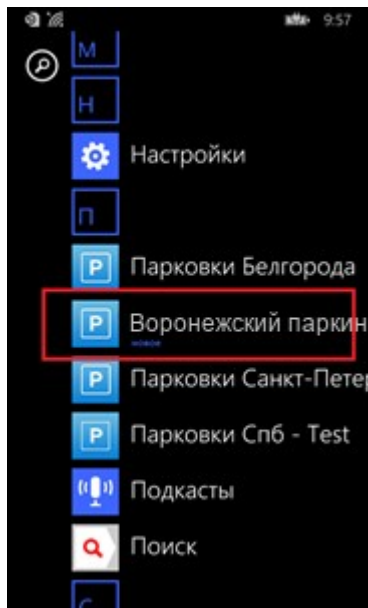 9:57
М
Н
Настройки
П
P Парковки Белгорода
P Воронежский паркин
новое
P Парковки Санкт-Петер
P Парковки Спб - Test
Подкасты
Поиск
С